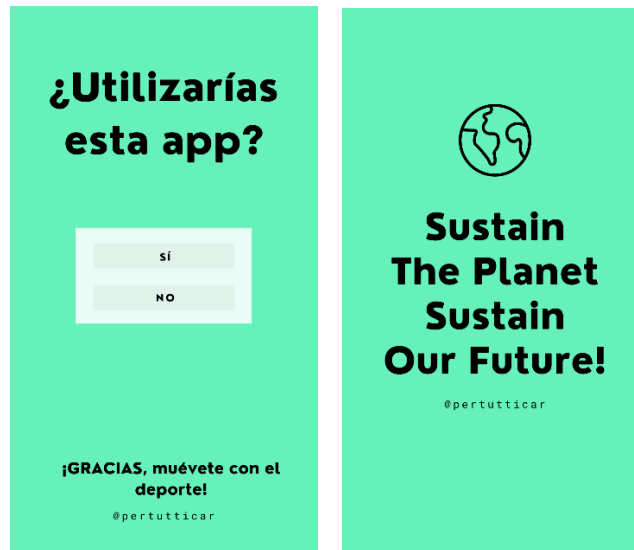 ¿Utilizarías
esta app?
SÍ
NO
¡GRACIAS, muévete con el
deporte!
@pertutticar
Sustain
The Planet
Sustain
Our Future!
@pertutticar